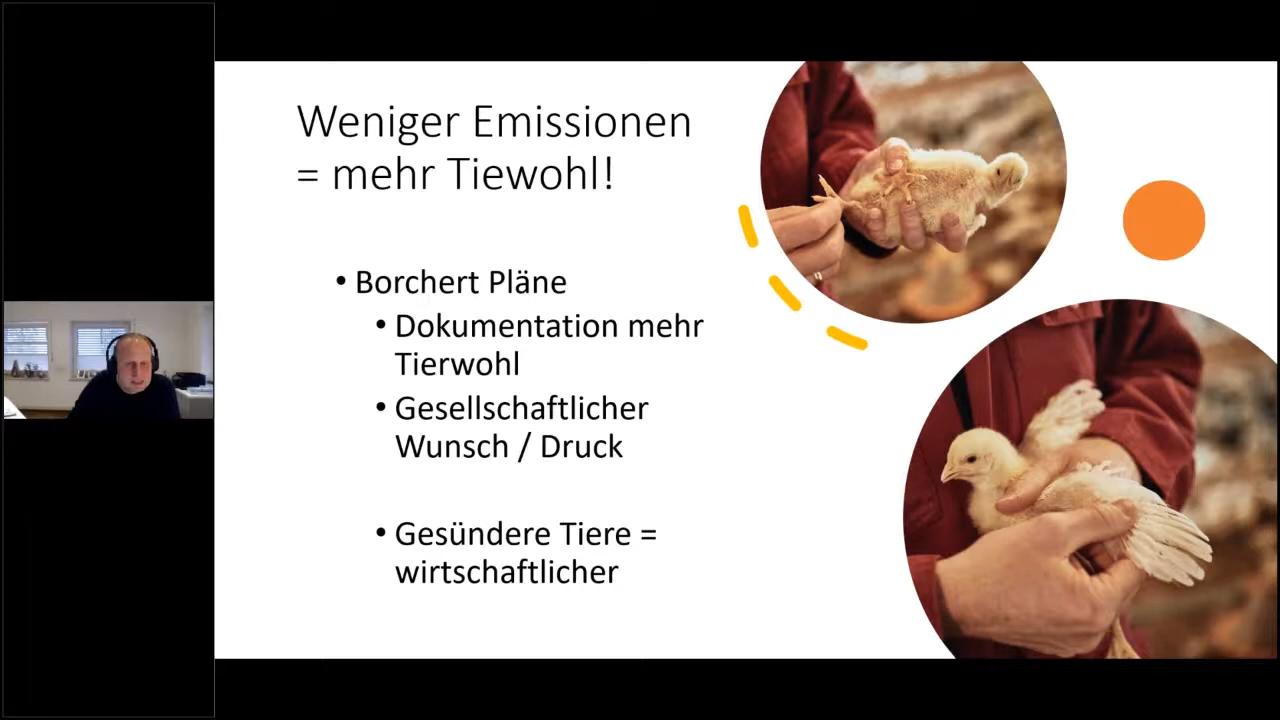 Weniger Emissionen
= mehr Tiewohl!
• Borchert Pläne
• Dokumentation mehr
Tierwohl
• Gesellschaftlicher
Wunsch / Druck
• Gesündere Tiere =
wirtschaftlicher